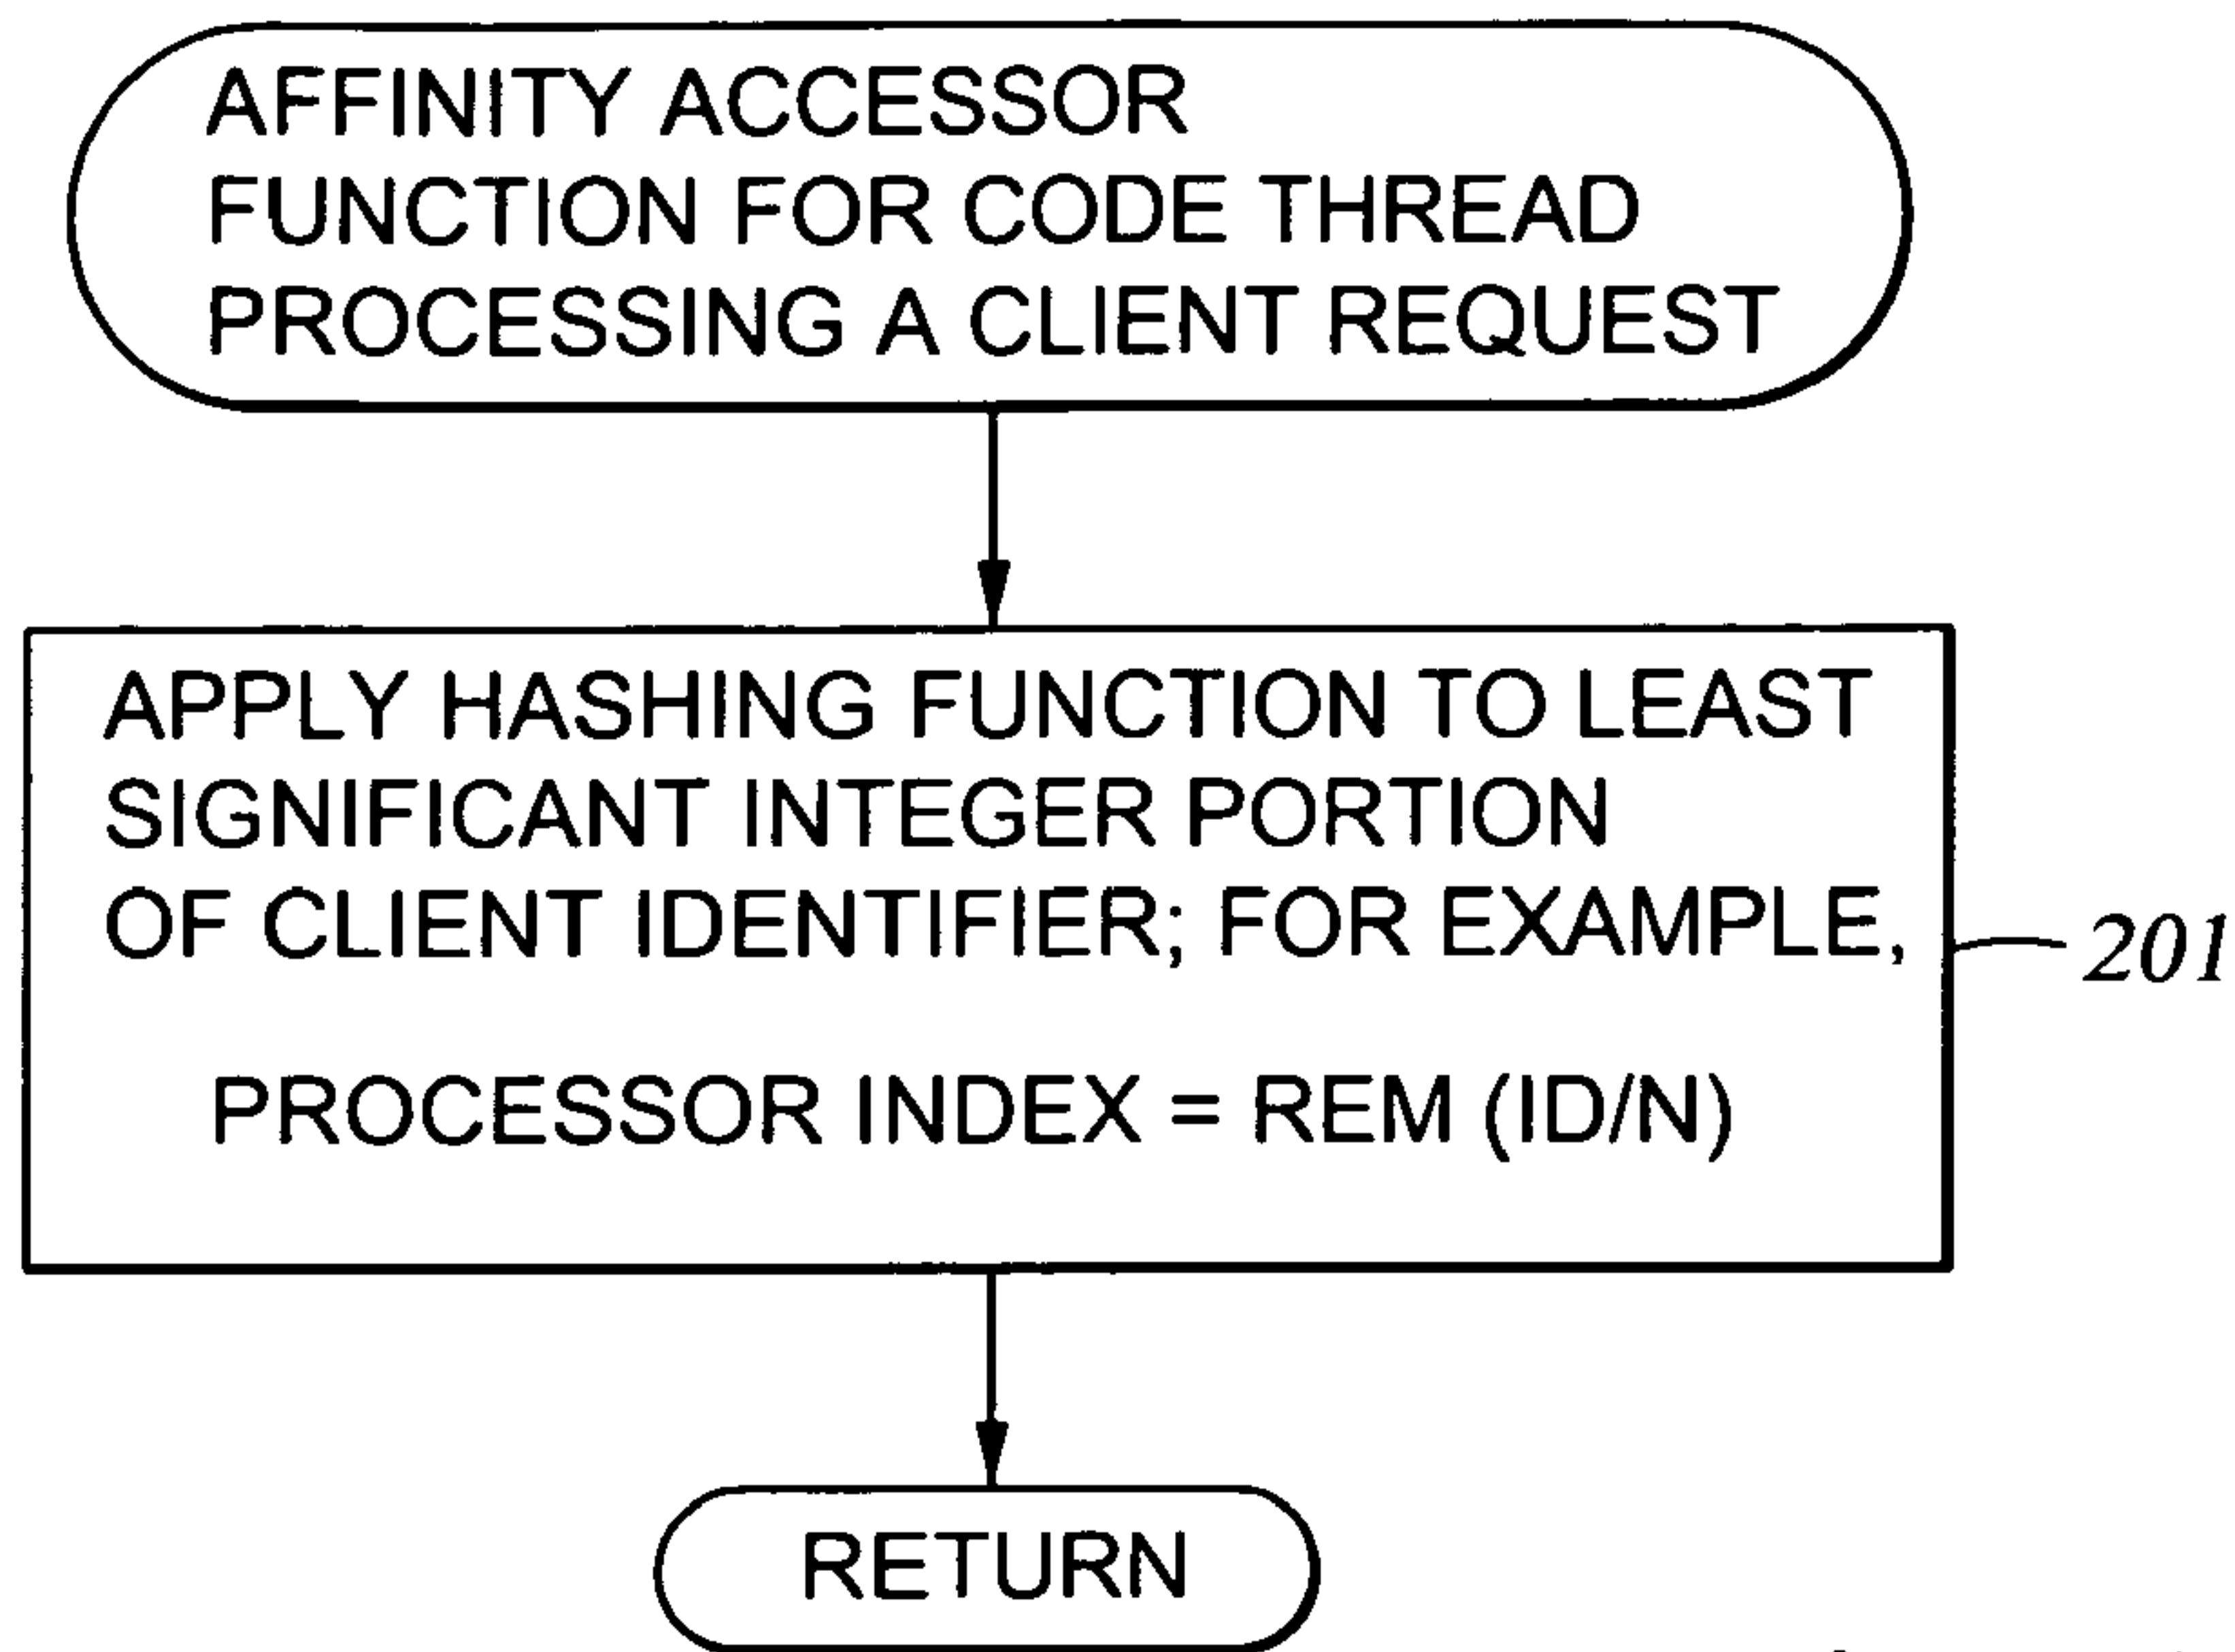 AFFINITY ACCESSOR
FUNCTION FOR CODE THREAD
PROCESSING A CLIENT REQUEST
APPLY HASHING FUNCTION TO LEAST
SIGNIFICANT INTEGER PORTION
OF CLIENT IDENTIFIER; FOR EXAMPLE,
201
PROCESSOR INDEX = REM (ID/N)
RETURN